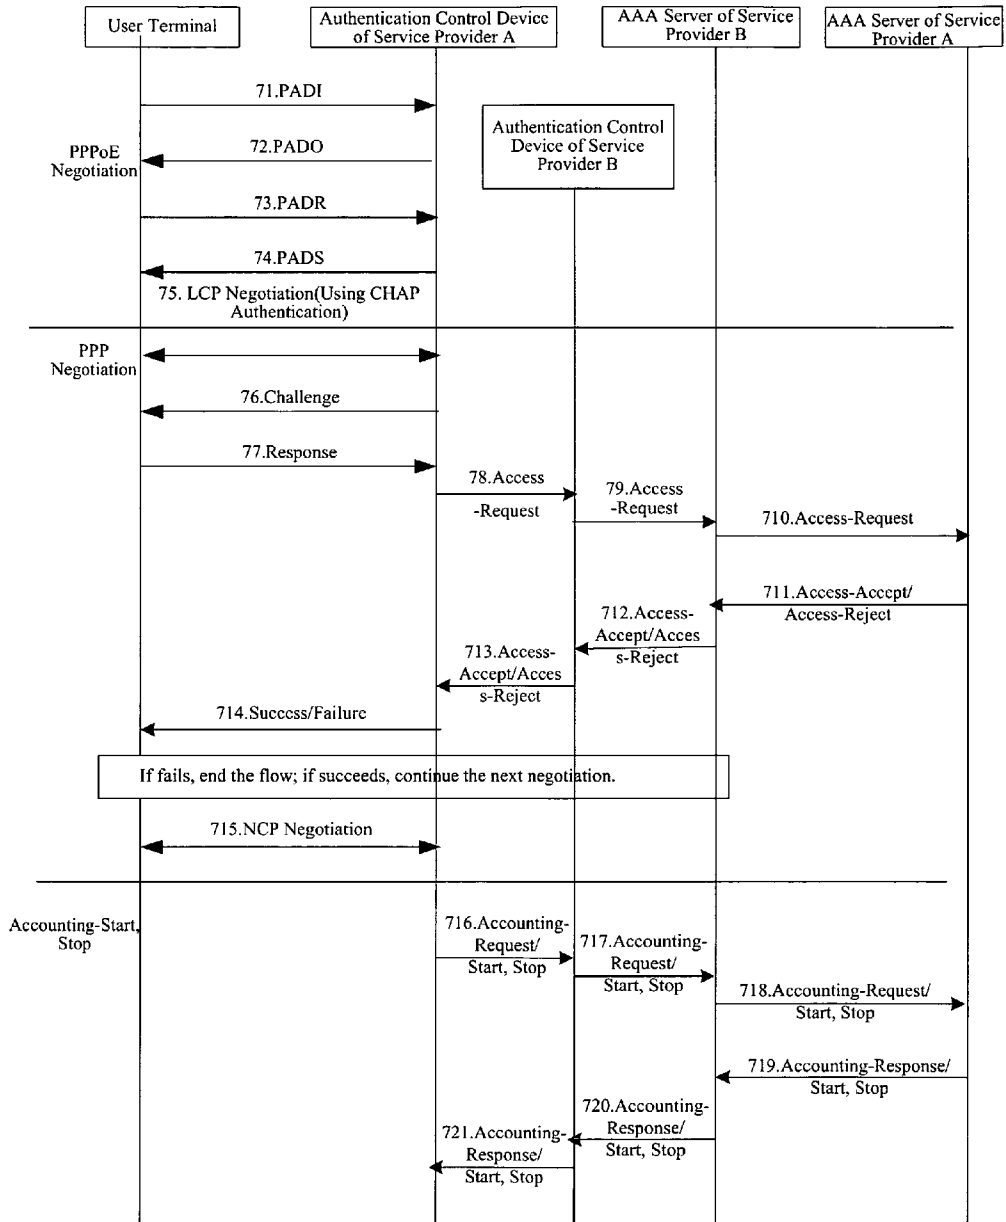 User Terminal
Authentication Control Device
of Service Provider A
AAA Server of Service
Provider B
AAA Server of Service
Provider A
71.PADI
Authentication Control
Device of Service
Provider B
PPPoE
Negotiation
72.PADO
73.PADR
74.PADS
75. LCP Negotiation(Using CHAP
Authentication)
PPP
Negotiation
76.Challenge
77.Response
78.Access
-Request
79.Access
-Request
710.Access-Request
711.Access-Accept/
Access-Reject
712.Access-
Accept/Acces
s-Reject
713.Access-
Accept/Acces
s-Reject
714.Success/Failure
If fails, end the flow; if succeeds, continue the next negotiation.
715.NCP Negotiation
Accounting-Start,
Stop
716.Accounting-
Request/
Start, Stop
717.Accounting-
Request/
Start, Stop
718.Accounting-Request/
Start, Stop
719.Accounting-Response/
Start, Stop
720.Accounting-
Response/
Start, Stop
721.Accounting-
Response/
Start, Stop